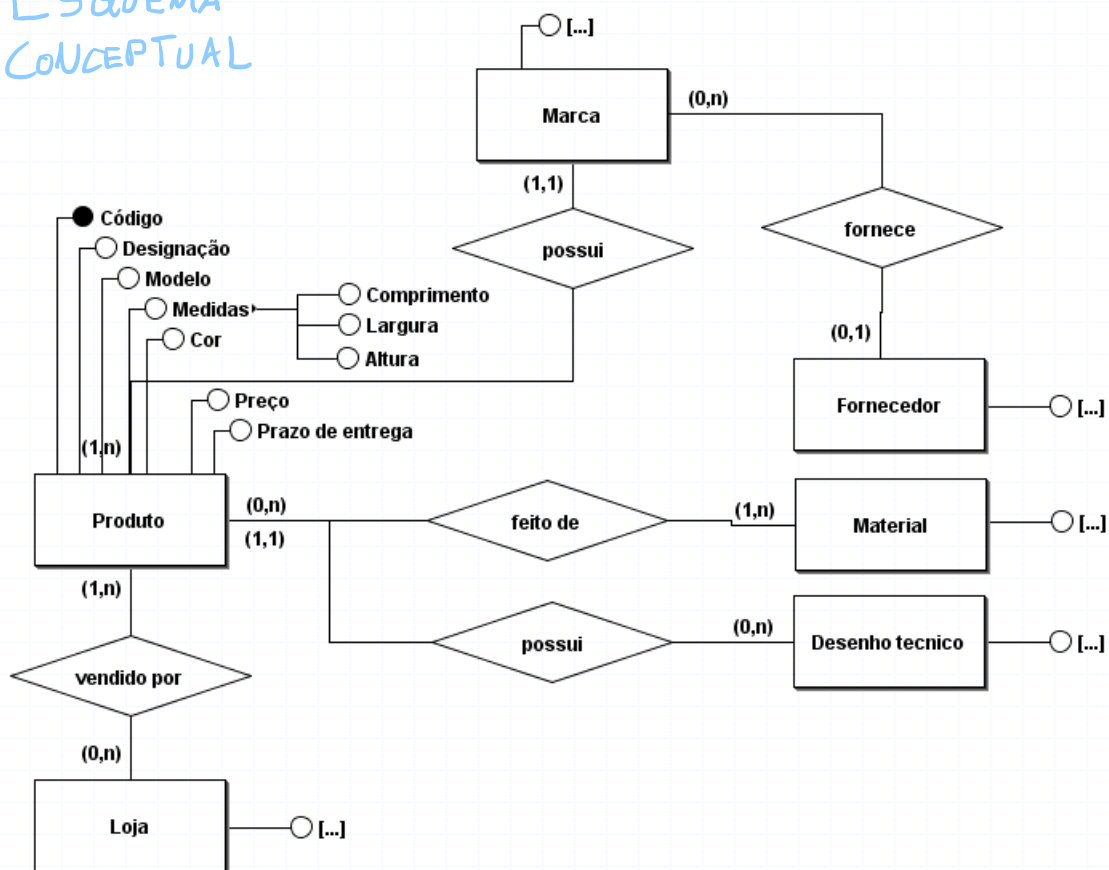 ESQUEMA
CONCEPTUAL
[...]
Marca
(0,n)
(1,1)
possui
fornece
(0,1)
Fornecedor
[...]
Código
Designação
Modelo
Medidas
Comprimento
Largura
Altura
Cor
Preço
Prazo de entrega
(1,n)
Produto
(0,n)
(1,1)
feito de
(1,n)
Material
[...]
possui
(0,n)
Desenho tecnico
[...]
(1,n)
vendido por
(0,n)
Loja
[...]